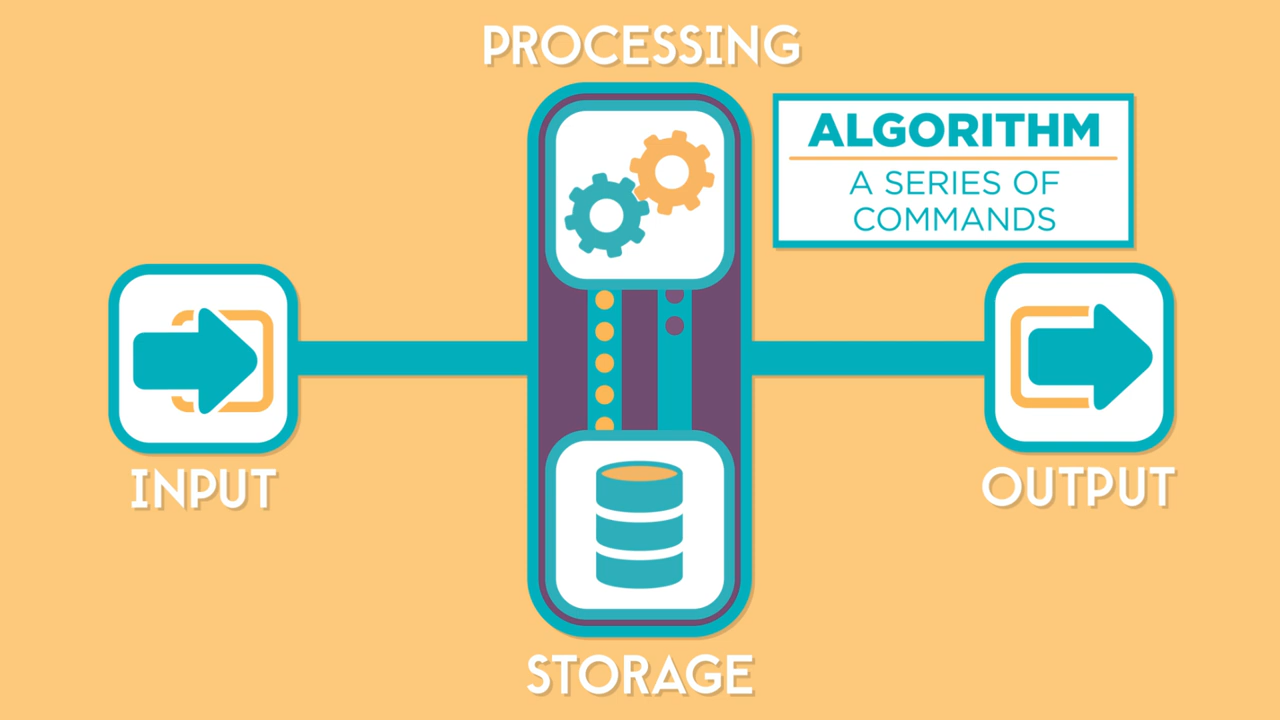 PROCESSING
ALGORITHM
A SERIES OF
COMMANDS
INPUT
OUTPUT
STORAGE